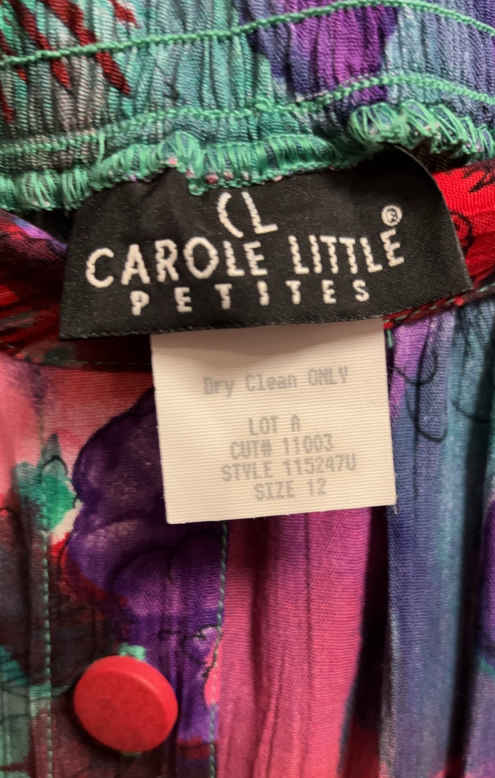 CL ®
CAROLE LITTLE
PETITES
Dry Clean ONLY
LOT A
CUT# 11003
STYLE 115247U
SIZE 12